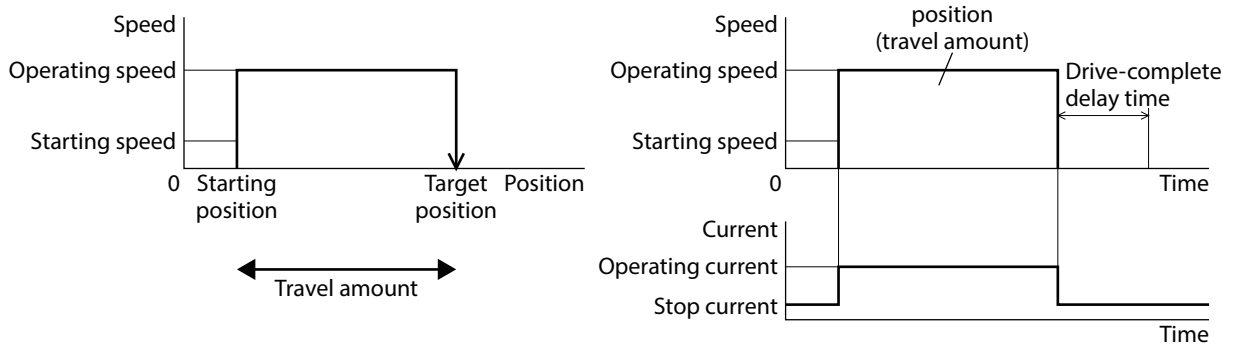 Speed
Operating speed
Starting speed
0
Starting
position
Target
position
Position
Travel amount
position
(travel amount)
Operating speed
Drive-complete
delay time
Starting speed
0
Time
Current
Operating current
Stop current
Time